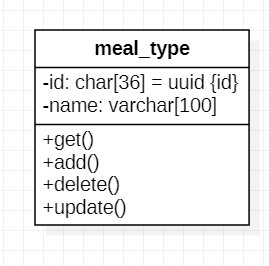 meal_type
-id: char[36] = uuid {id}
-name: varchar[100]
+get()
+add()
+delete()
+update()